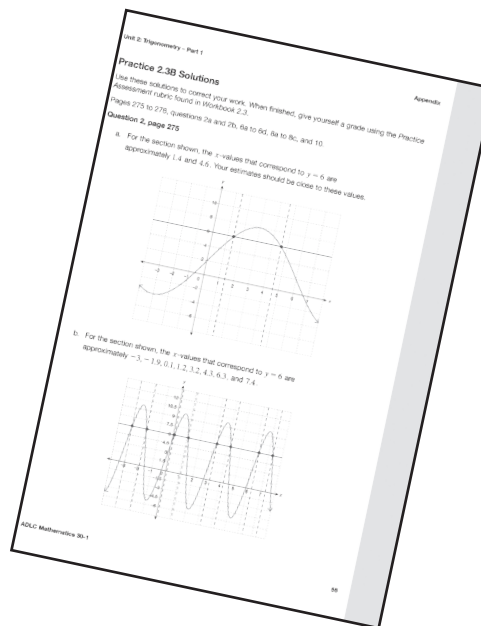 Unit 2: Trigonometry – Part 1
Appendix
Practice 2.3B Solutions
Use these solutions to correct your work. When finished, give yourself a grade using the Practice
Assessment rubric found in Workbook 2.3.
Pages 275 to 278, questions 2a and 2b, 6a to 6d, 8a to 8c, and 10
Question 2, page 275
a. For the section shown, the x-values that correspond to y = 6 are
approximately 1.4 and 4.6. Your estimates should be close to these values.
b. For the section shown, the x-values that correspond to y = 6 are
approximately −3, −1.9, 0.1, 1.2, 3.2, 4.3, 6.3, and 7.4.
ADLC Mathematics 30-1